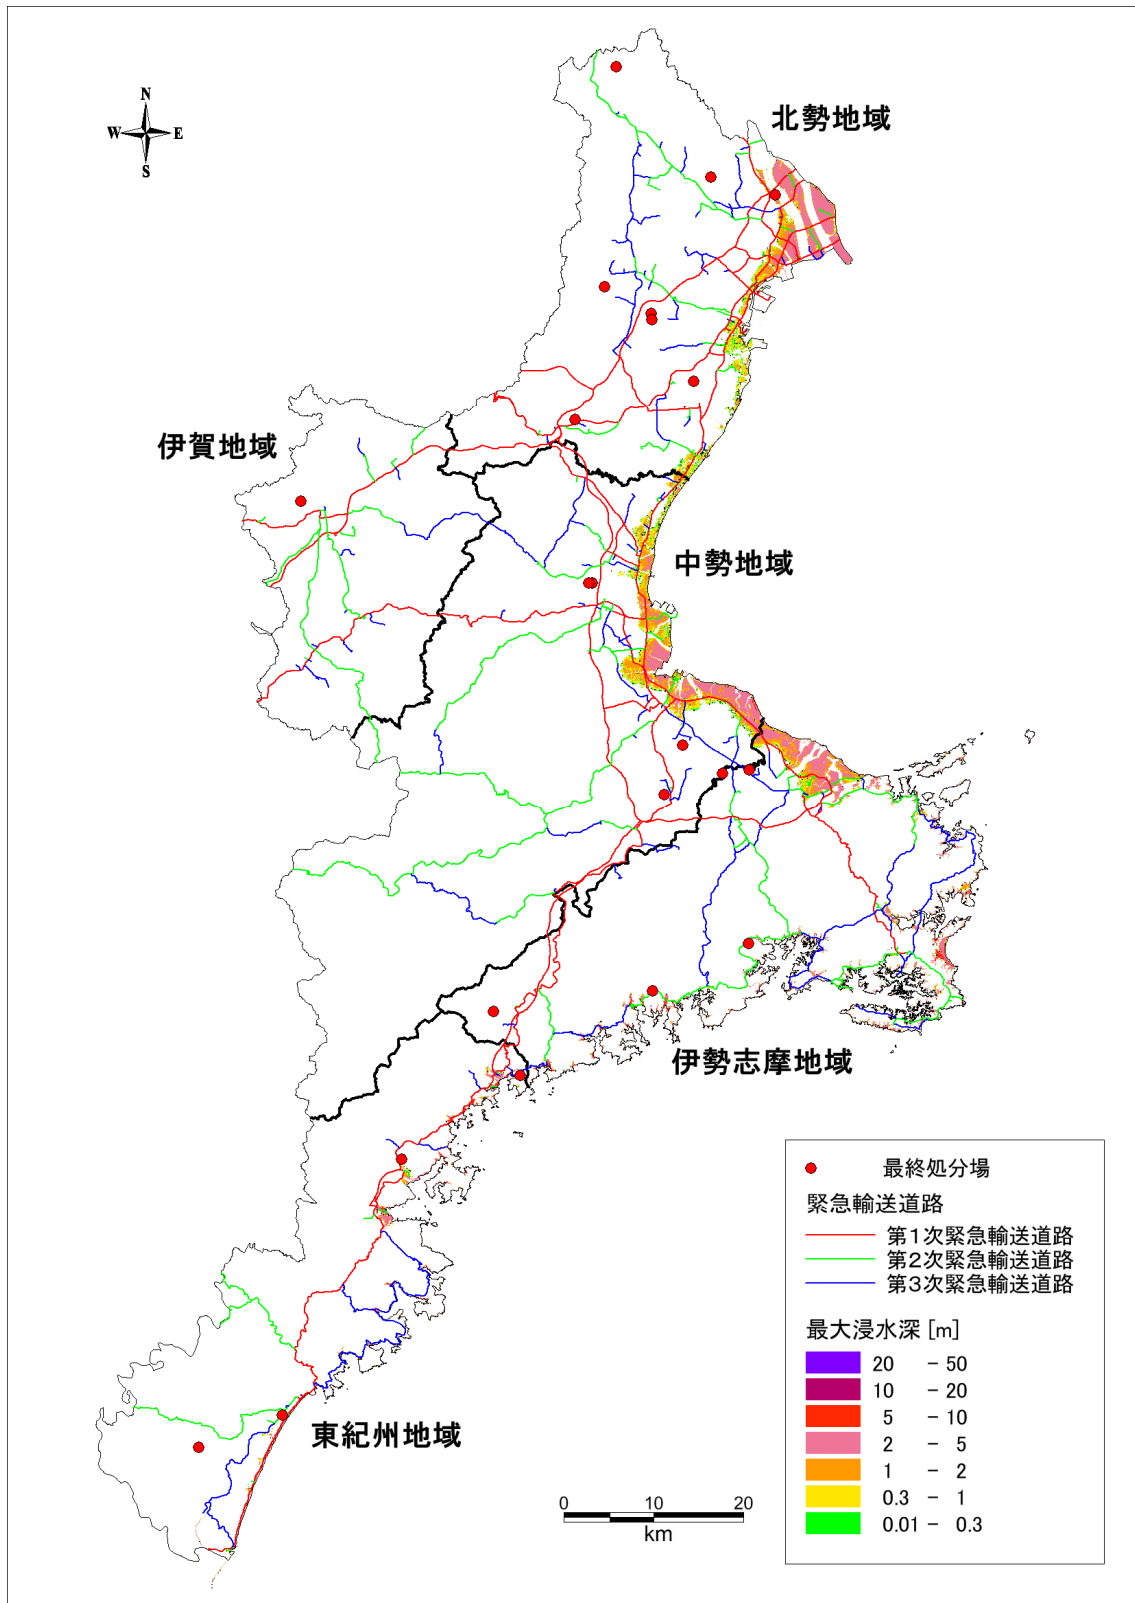 N
W E
S
北勢地域
伊賀地域
中勢地域
伊勢志摩地域
東紀州地域
最終処分場
緊急輸送道路
第1次緊急輸送道路
第2次緊急輸送道路
第3次緊急輸送道路
最大浸水深 [m]
20 - 50
10 - 20
5 - 10
2 - 5
1 - 2
0.3 - 1
0.01 - 0.3
0 10 20
km